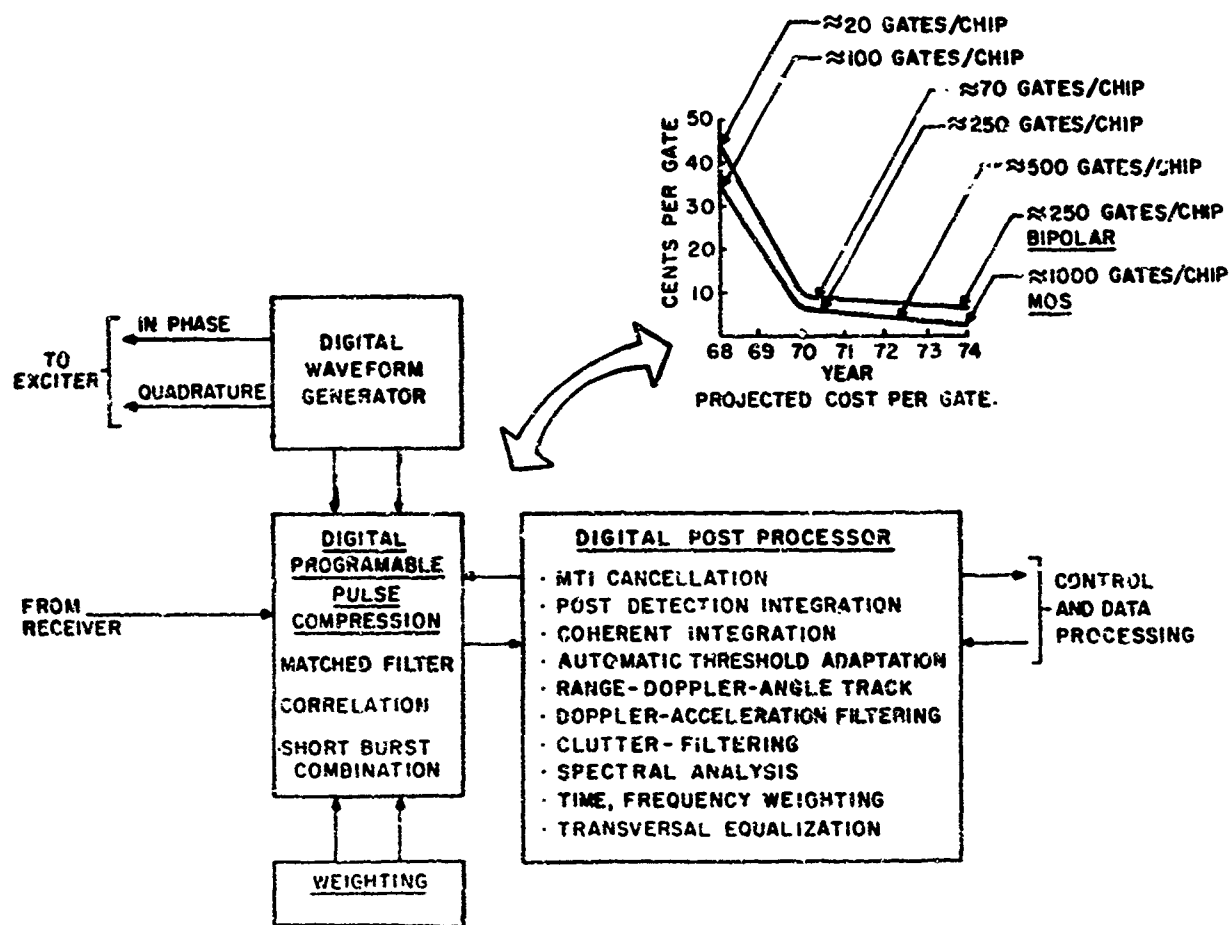 ≈20 GATES/CHIP
≈100 GATES/CHIP
≈70 GATES/CHIP
≈250 GATES/CHIP
≈500 GATES/CHIP
≈250 GATES/CHIP
BIPOLAR
≈1000 GATES/CHIP
MOS
CENTS PER GATE
50
40
30
20
10
68 69 70 71 72 73 74
YEAR
PROJECTED COST PER GATE.
TO
EXCITER
IN PHASE
QUADRATURE
DIGITAL
WAVEFORM
GENERATOR
FROM
RECEIVER
DIGITAL
PROGRAMABLE
PULSE
COMPRESSION
MATCHED FILTER
CORRELATION
·SHORT BURST
COMBINATION
WEIGHTING
DIGITAL POST PROCESSOR
· MTI CANCELLATION
· POST DETECTION INTEGRATION
· COHERENT INTEGRATION
· AUTOMATIC THRESHOLD ADAPTATION
· RANGE-DOPPLER-ANGLE TRACK
· DOPPLER-ACCELERATION FILTERING
· CLUTTER-FILTERING
· SPECTRAL ANALYSIS
· TIME, FREQUENCY WEIGHTING
· TRANSVERSAL EQUALIZATION
CONTROL
AND DATA
PROCESSING